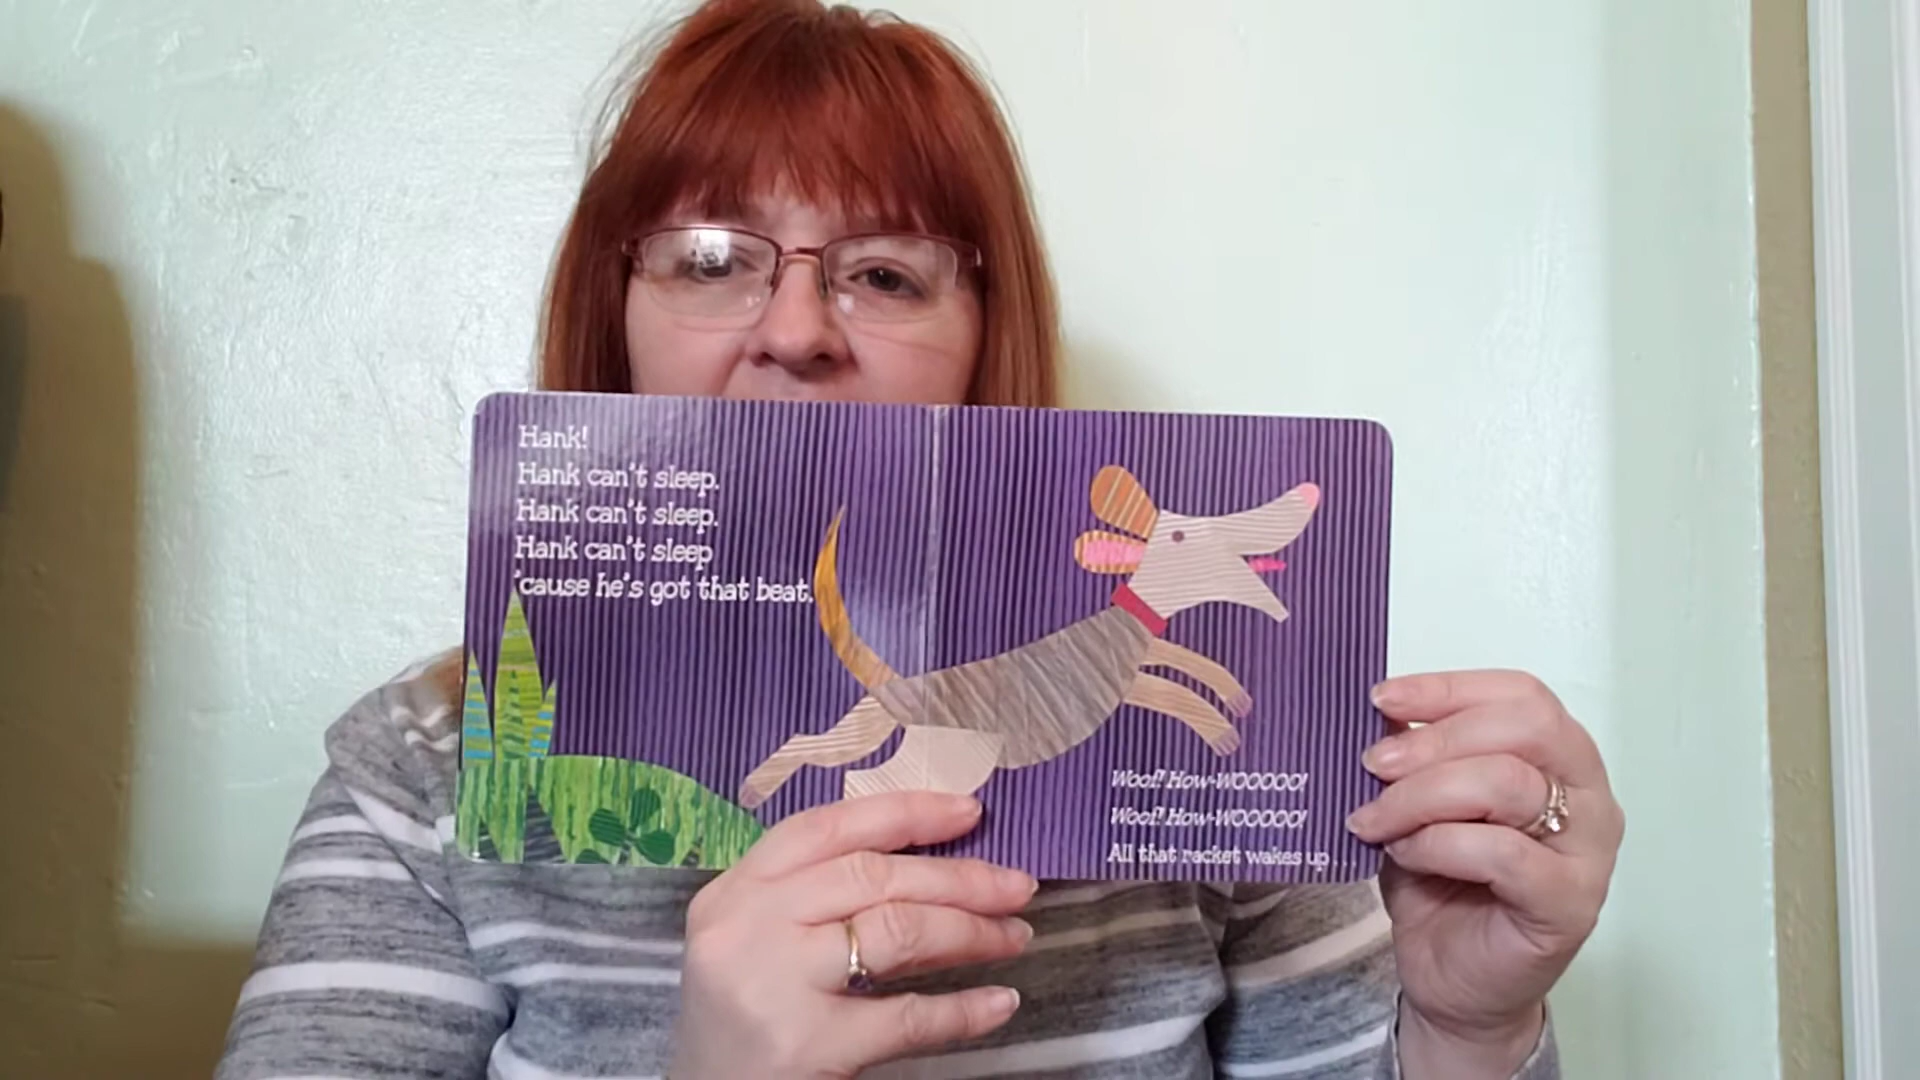 Hank!
Hank can't sleep.
Hank can't sleep.
Hank can't sleep
'cause he's got that beat.
Woof! How-WOOOOO!
Woof! How-WOOOOO!
All that racket wakes up . . .